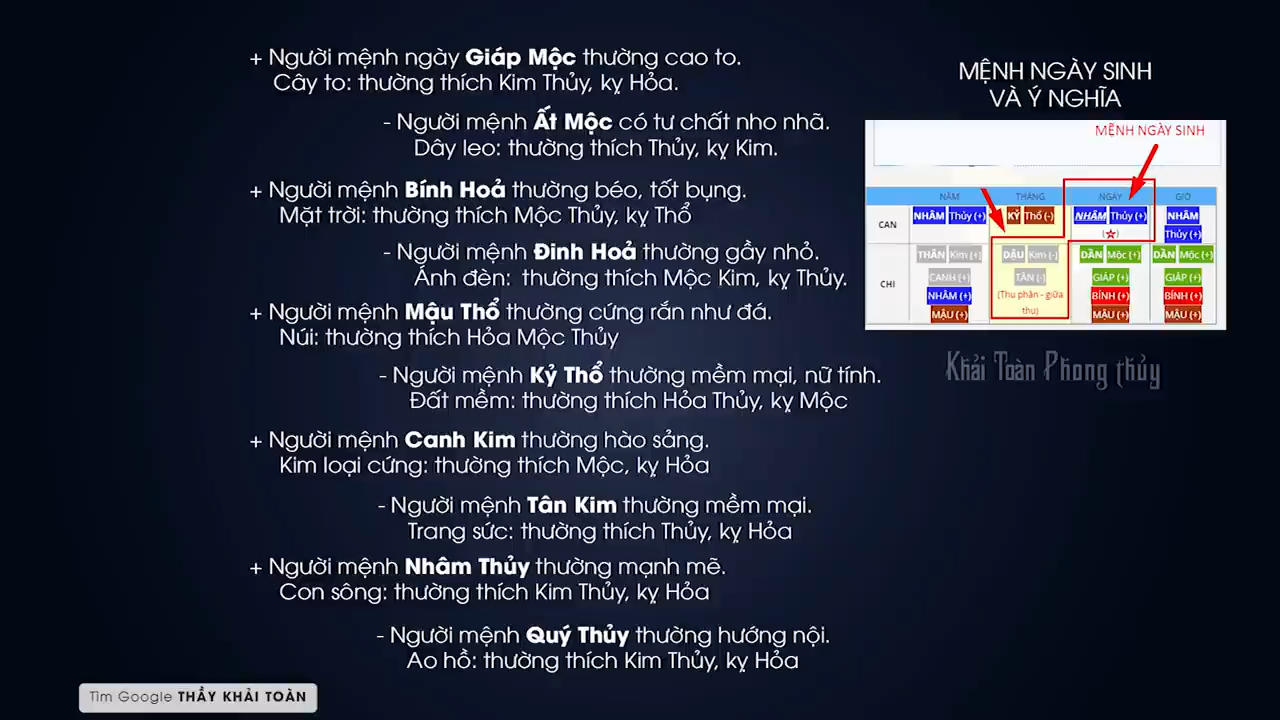 + Người mệnh ngày Giáp Mộc thường cao to.
Cây to: thường thích Kim Thủy, kỵ Hỏa.
- Người mệnh Ất Mộc có tư chất nho nhã.
Dây leo: thường thích Thủy, kỵ Kim.
+ Người mệnh Bính Hoả thường béo, tốt bụng.
Mặt trời: thường thích Mộc Thủy, kỵ Thổ
- Người mệnh Đinh Hoả thường gầy nhỏ.
Ánh đèn: thường thích Mộc Kim, kỵ Thủy.
+ Người mệnh Mậu Thổ thường cứng rắn như đá.
Núi: thường thích Hỏa Mộc Thủy
- Người mệnh Kỷ Thổ thường mềm mại, nữ tính.
Đất mềm: thường thích Hỏa Thủy, kỵ Mộc
+ Người mệnh Canh Kim thường hào sảng.
Kim loại cứng: thường thích Mộc, kỵ Hỏa
- Người mệnh Tân Kim thường mềm mại.
Trang sức: thường thích Thủy, kỵ Hỏa
+ Người mệnh Nhâm Thủy thường mạnh mẽ.
Con sông: thường thích Kim Thủy, kỵ Hỏa
- Người mệnh Quý Thủy thường hướng nội.
Ao hồ: thường thích Kim Thủy, kỵ Hỏa
MỆNH NGÀY SINH
VÀ Ý NGHĨA
MỆNH NGÀY SINH
NĂM THÁNG NGÀY GIỜ
CAN NHÂM Thủy (+) KỶ Thổ (-) NHÂM Thủy (+) NHÂM
(☆) Thủy (+)
THÂN Kim (+) DẬU Kim (-) DẦN Mộc (+) DẦN Mộc (+)
CHI CANH (+) TÂN (-) GIÁP (+) GIÁP (+)
NHÂM (+) (Thu phân - giữa BÍNH (+) BÍNH (+)
MẬU (+) thu) MẬU (+) MẬU (+)
Khải Toàn Phong thủy
Tìm Google THẦY KHẢI TOÀN